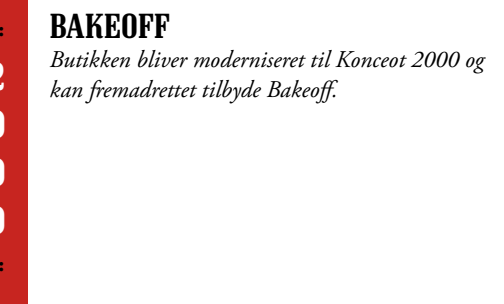 BAKEOFF
Butikken bliver moderniseret til Konceot 2000 og
kan fremadrettet tilbyde Bakeoff.